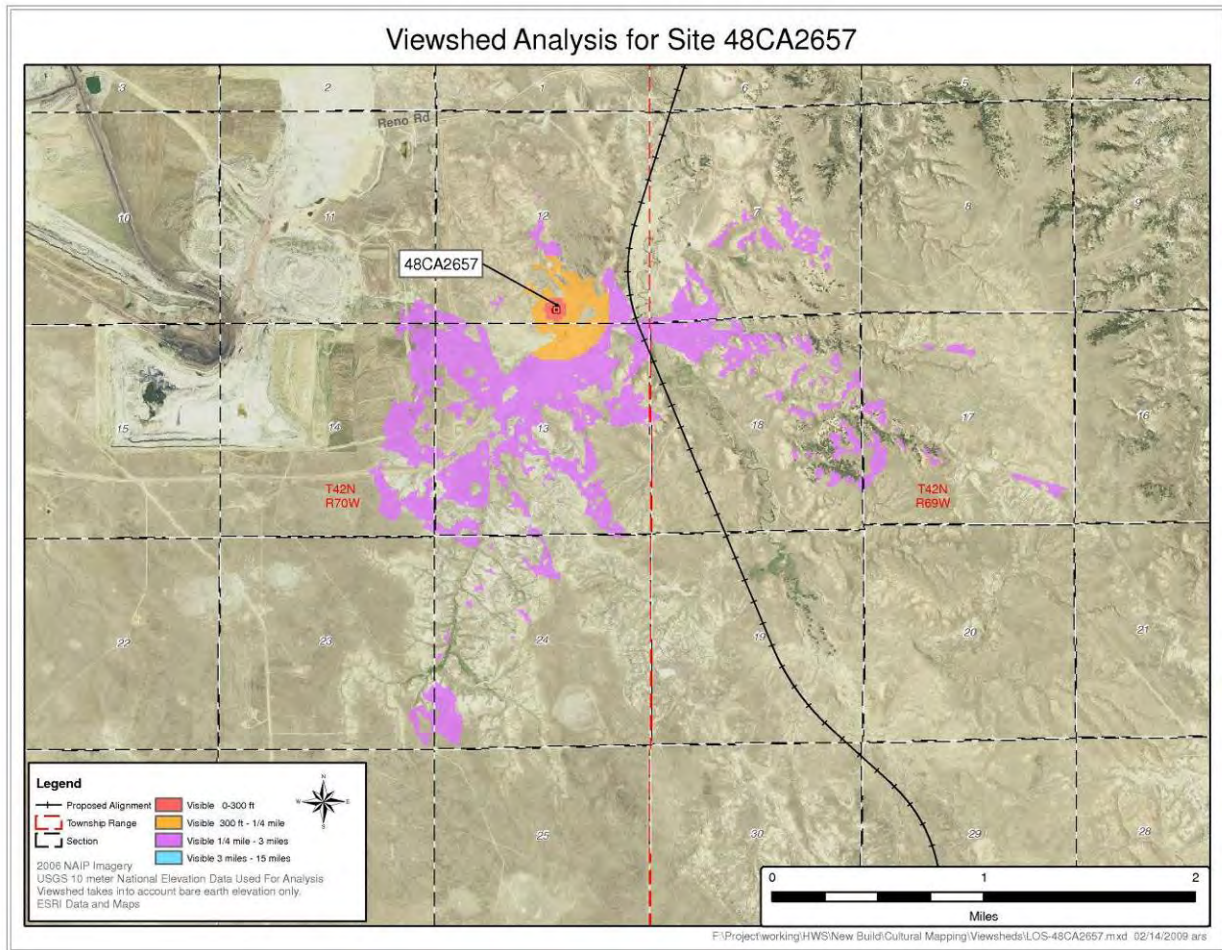 Viewshed Analysis for Site 48CA2657
3
2
1
6
5
4
Reno Rd
10
11
12
7
8
9
48CA2657
15
14
13
18
17
16
T42N
R70W
T42N
R69W
22
23
24
19
20
21
25
30
29
28
Legend
Proposed Alignment
Township Range
Section
Visible 0-300 ft
Visible 300 ft - 1/4 mile
Visible 1/4 mile - 3 miles
Visible 3 miles - 15 miles
N
S
2006 NAIP Imagery
USGS 10 meter National Elevation Data Used For Analysis
Viewshed takes into account bare earth elevation only.
ESRI Data and Maps
0 1 2
Miles
F:\Project\working\HWS\New Build\Cultural Mapping\Viewsheds\LOS-48CA2657.mxd 02/14/2009 ars